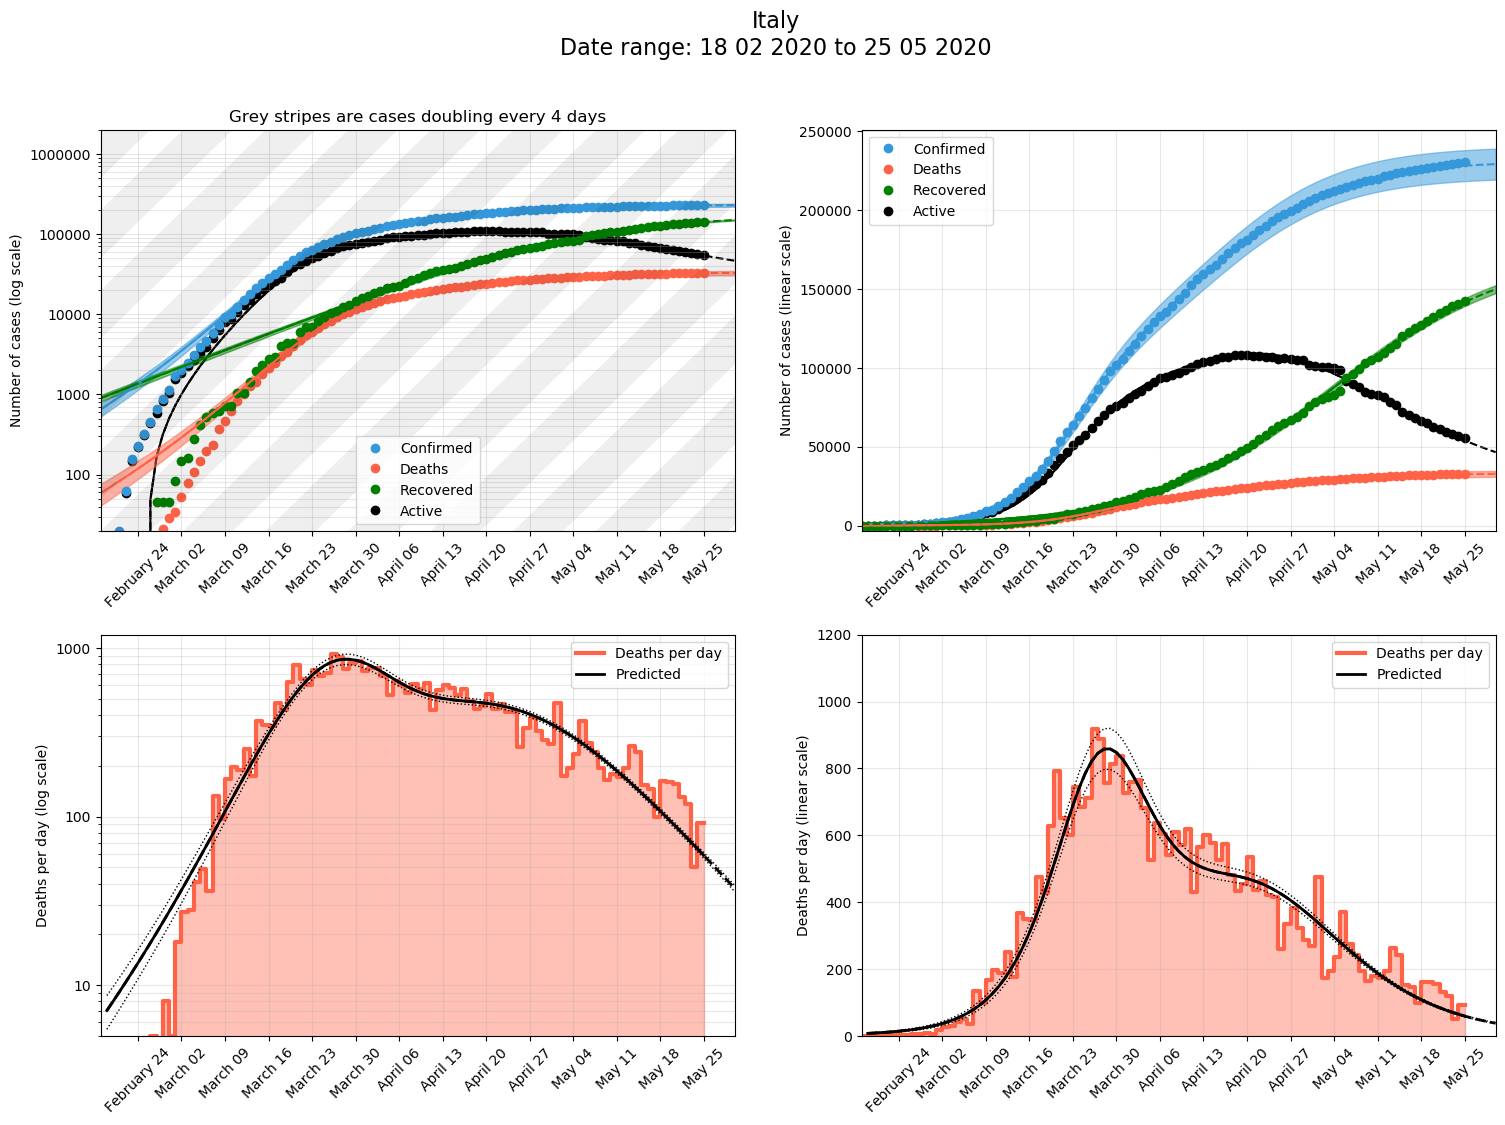 Italy
Date range: 18 02 2020 to 25 05 2020
Grey stripes are cases doubling every 4 days
Number of cases (log scale)
1000000
100000
10000
1000
100
Confirmed
Deaths
Recovered
Active
February 24
March 02
March 09
March 16
March 23
March 30
April 06
April 13
April 20
April 27
May 04
May 11
May 18
May 25
Number of cases (linear scale)
250000
200000
150000
100000
50000
0
Confirmed
Deaths
Recovered
Active
February 24
March 02
March 09
March 16
March 23
March 30
April 06
April 13
April 20
April 27
May 04
May 11
May 18
May 25
Deaths per day (log scale)
1000
100
10
Deaths per day
Predicted
February 24
March 02
March 09
March 16
March 23
March 30
April 06
April 13
April 20
April 27
May 04
May 11
May 18
May 25
Deaths per day (linear scale)
1200
1000
800
600
400
200
0
Deaths per day
Predicted
February 24
March 02
March 09
March 16
March 23
March 30
April 06
April 13
April 20
April 27
May 04
May 11
May 18
May 25